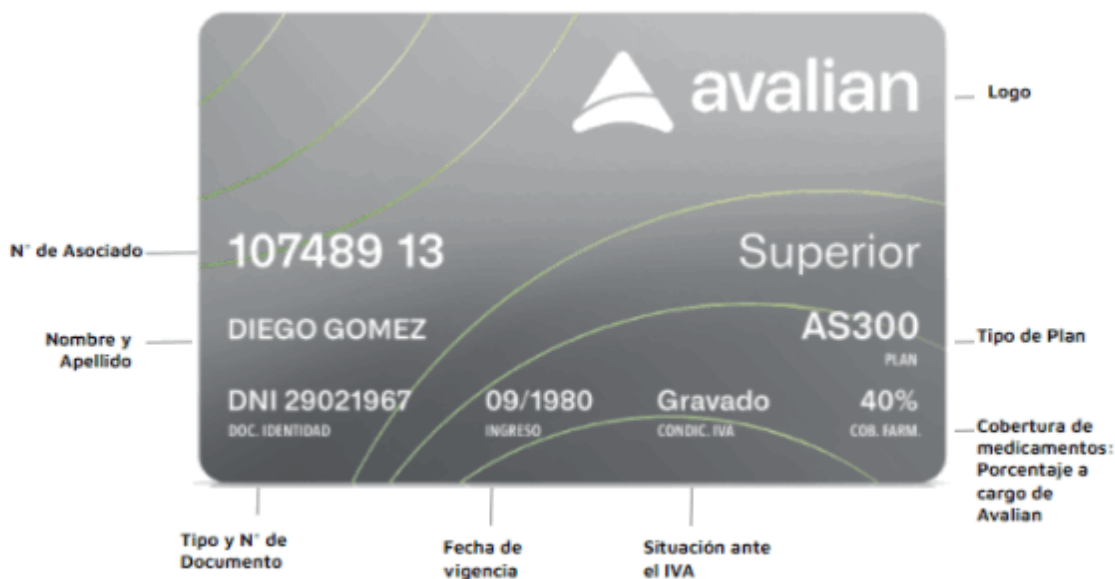 avalian
Logo
N° de Asociado
107489 13
Superior
Nombre y
Apellido
DIEGO GOMEZ
AS300
PLAN
Tipo de Plan
DNI 29021967
DOC. IDENTIDAD
09/1980
INGRESO
Gravado
CONDIC. IVA
40%
COB. FARM.
Cobertura de
medicamentos:
Porcentaje a
cargo de
Avalian
Tipo y N° de
Documento
Fecha de
vigencia
Situación ante
el IVA